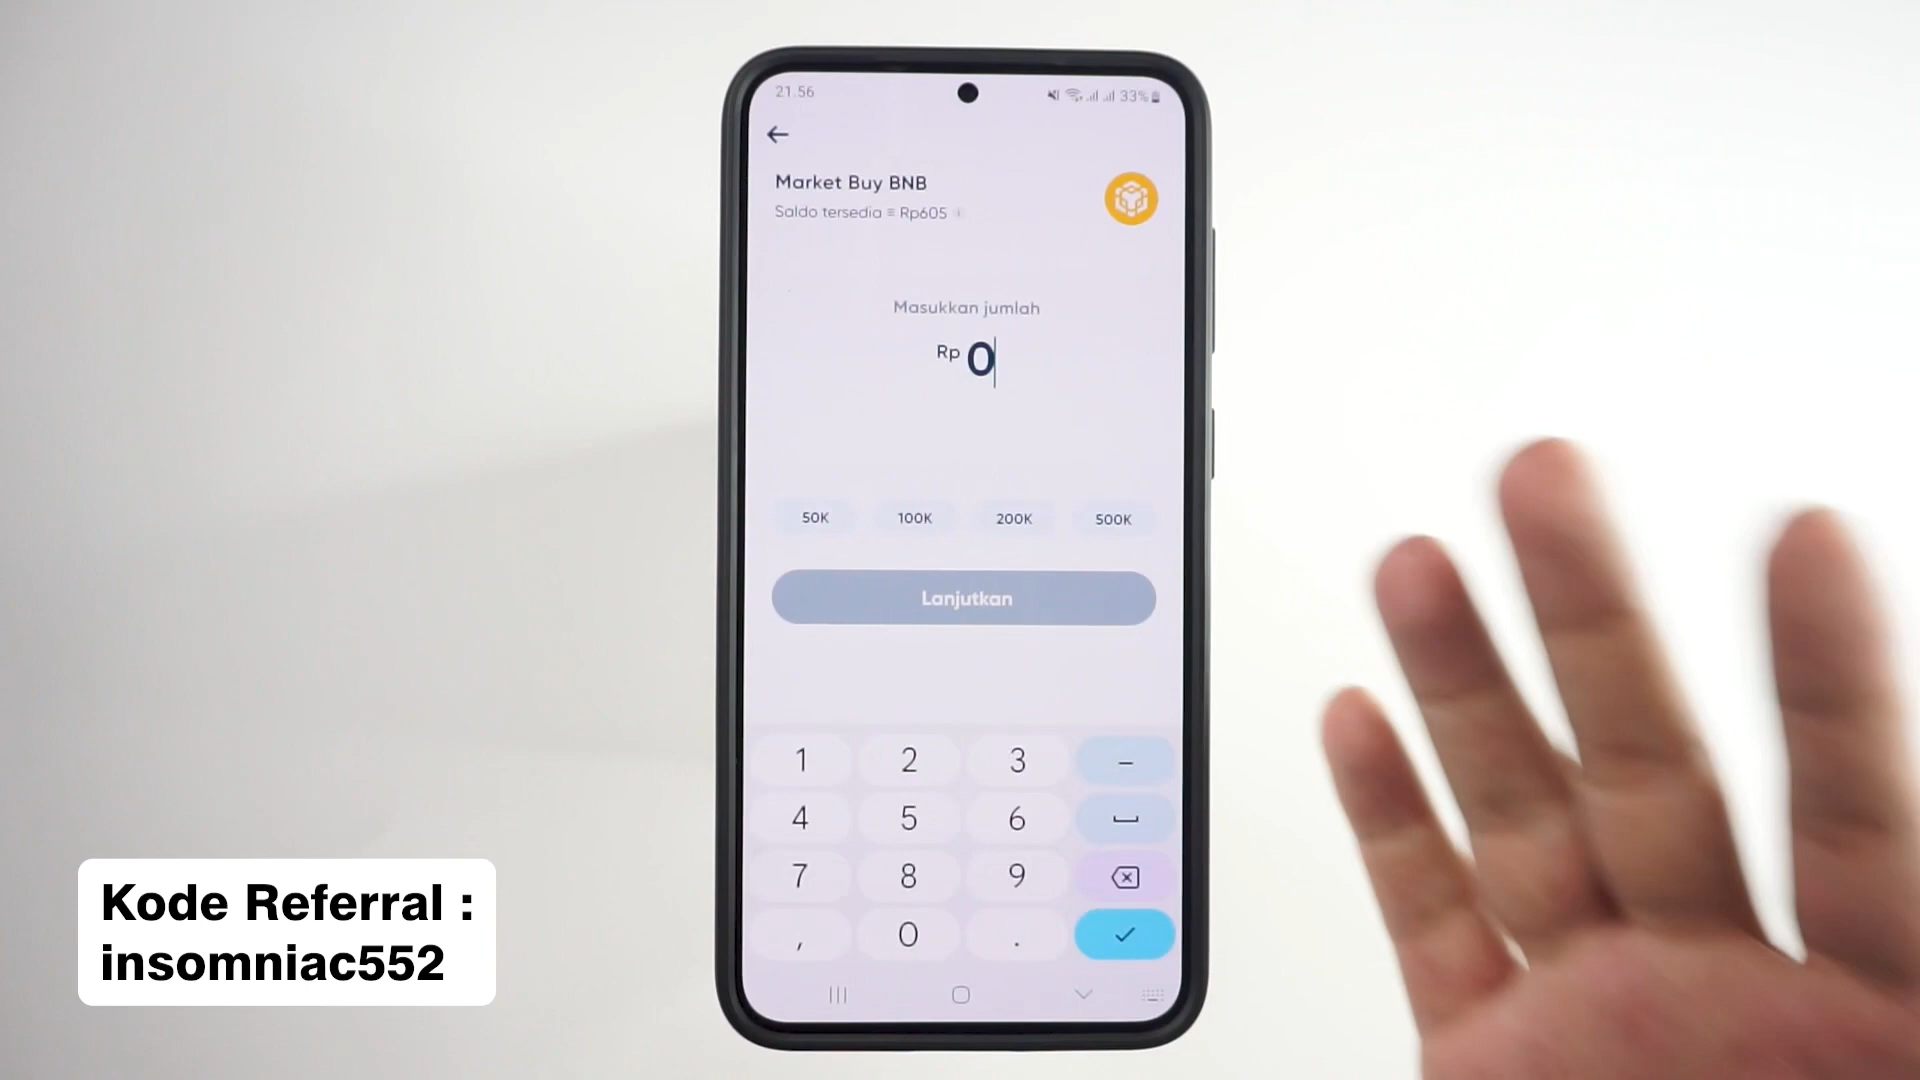 21.56
33%
Market Buy BNB
Saldo tersedia ≡ Rp605
Masukkan jumlah
Rp 0
50K 100K 200K 500K
Lanjutkan
1 2 3 -
4 5 6
7 8 9
, 0 .
Kode Referral :
insomniac552